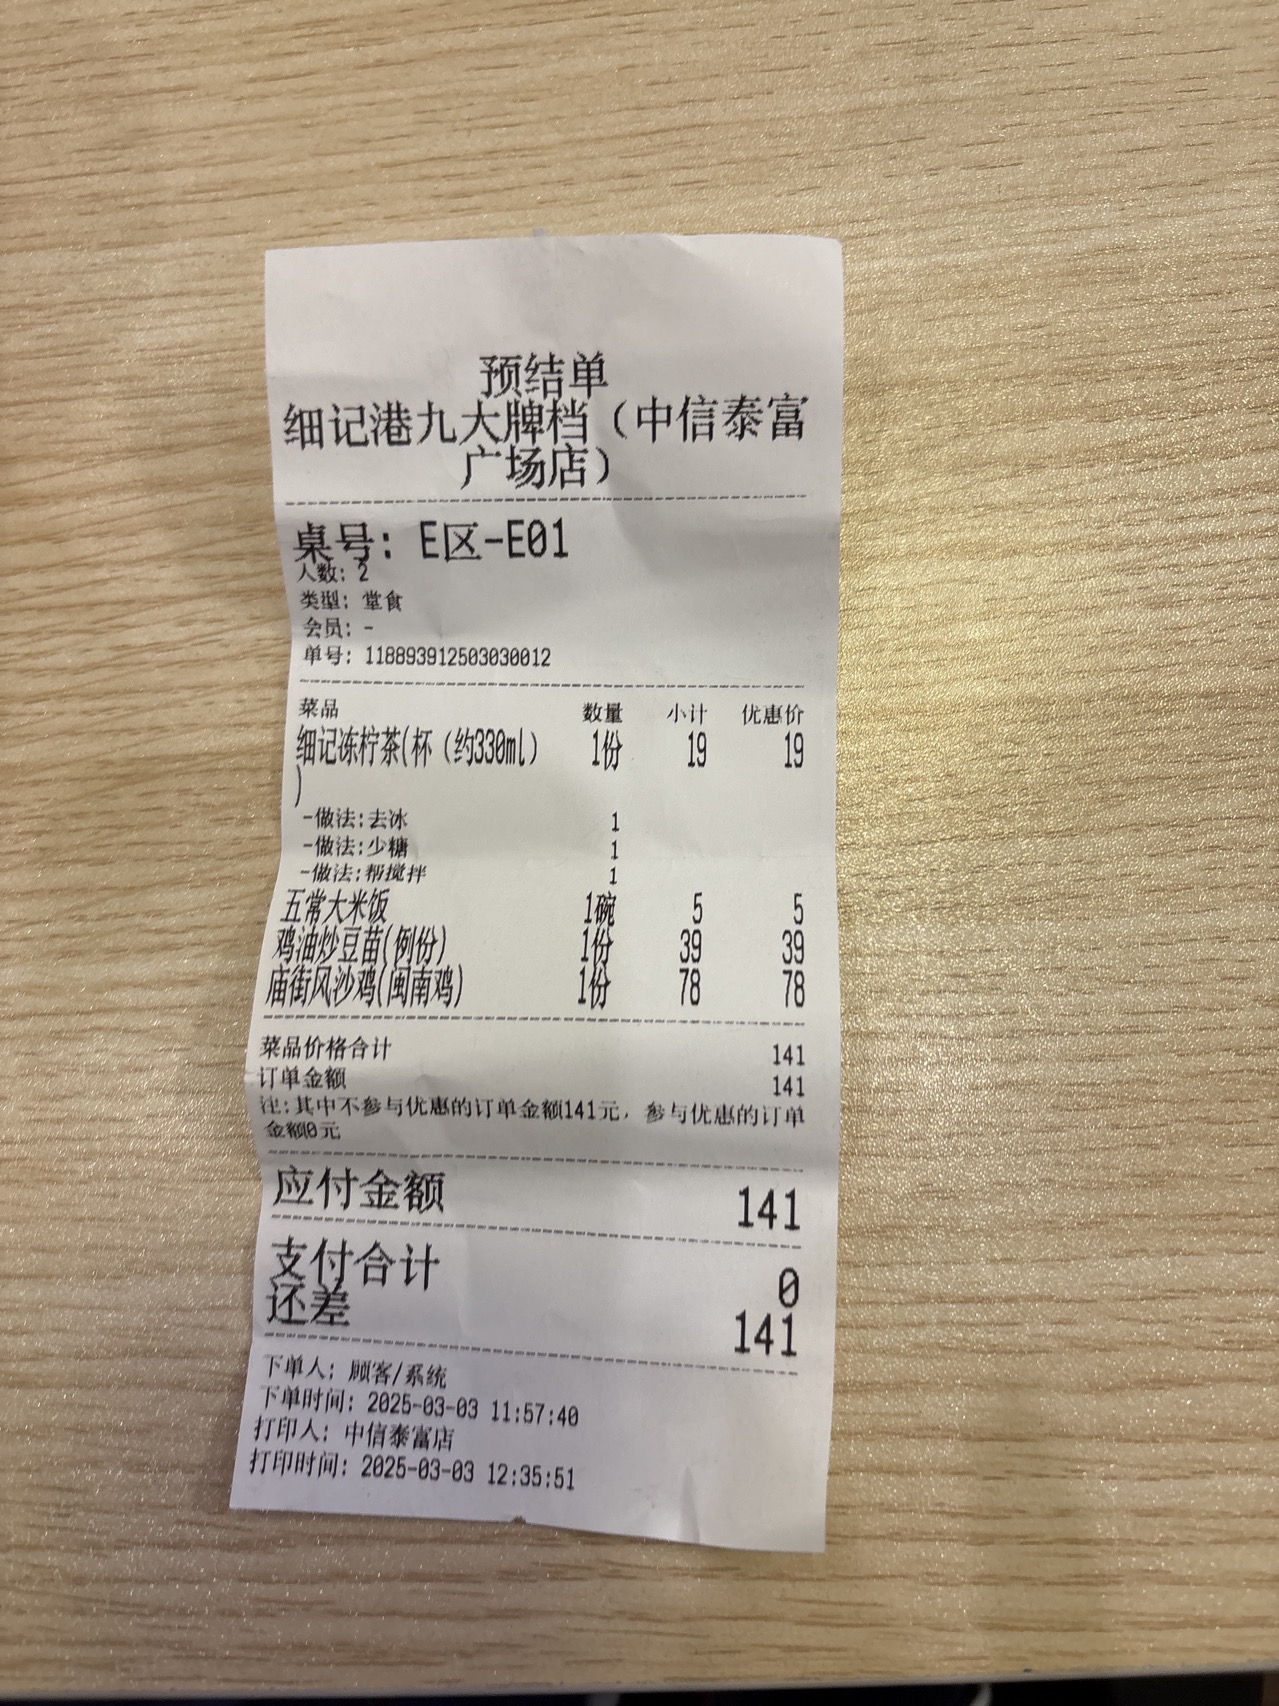 预结单
细记港九大牌档（中信泰富
广场店）
桌号: E区-E01
人数: 2
类型: 堂食
会员: -
单号: 118893912503030012
菜品 数量 小计 优惠价
细记冻柠茶(杯（约330ml） 1份 19 19
)
-做法:去冰 1
-做法:少糖 1
-做法:帮搅拌 1
五常大米饭 1碗 5 5
鸡油炒豆苗(例份) 1份 39 39
庙街风沙鸡(闽南鸡) 1份 78 78
菜品价格合计 141
订单金额 141
注:其中不参与优惠的订单金额141元，参与优惠的订单
金额0元
应付金额 141
支付合计 0
还差 141
下单人: 顾客/系统
下单时间: 2025-03-03 11:57:40
打印人: 中信泰富店
打印时间: 2025-03-03 12:35:51